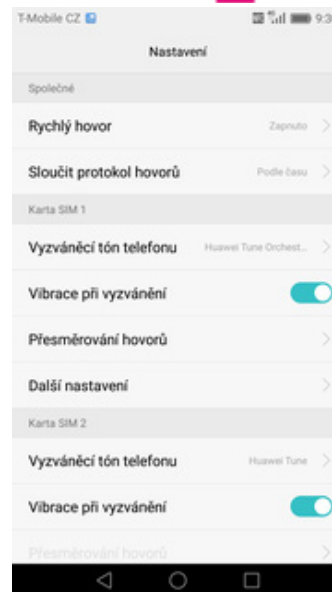 T-Mobile CZ 9:3
Nastavení
Společné
Rychlý hovor Zapnuto
Sloučit protokol hovorů Podle času
Karta SIM 1
Vyzváněcí tón telefonu Huawei Tune Orchest...
Vibrace při vyzvánění
Přesměrování hovorů
Další nastavení
Karta SIM 2
Vyzváněcí tón telefonu Huawei Tune
Vibrace při vyzvánění
Přesměrování hovorů